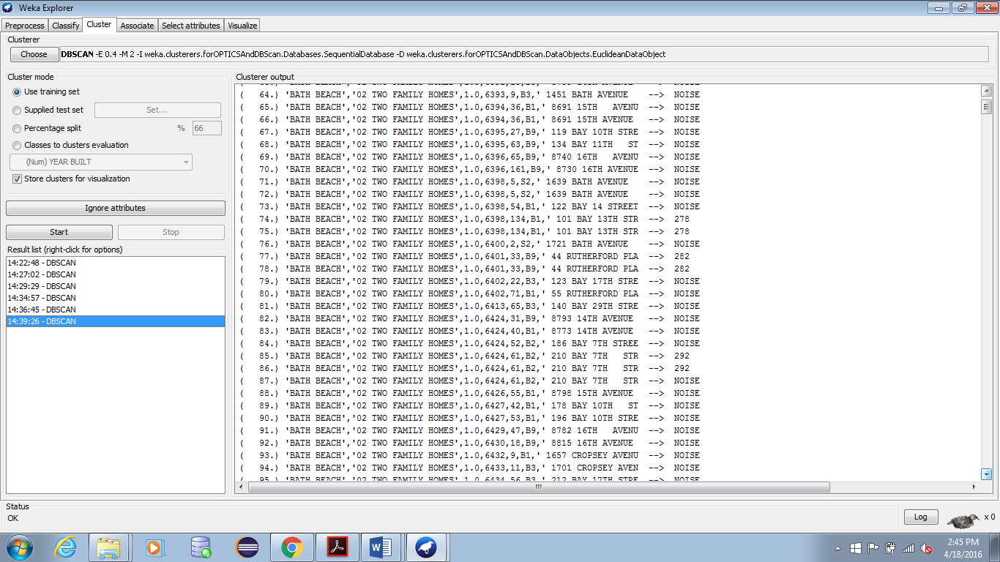 Weka Explorer
Preprocess Classify Cluster Associate Select attributes Visualize
Clusterer
Choose DBSCAN -E 0.4 -M 2 -I weka.clusterers.forOPTICSAndDBScan.Databases.SequentialDatabase -D weka.clusterers.forOPTICSAndDBScan.DataObjects.EuclideanDataObject
Cluster mode
Use training set
Supplied test set Set...
Percentage split % 66
Classes to clusters evaluation
(Num) YEAR BUILT
Store clusters for visualization
Ignore attributes
Start Stop
Result list (right-click for options)
14:22:48 - DBSCAN
14:27:02 - DBSCAN
14:29:29 - DBSCAN
14:34:57 - DBSCAN
14:36:45 - DBSCAN
14:39:26 - DBSCAN
Clusterer output
( 64.) 'BATH BEACH','02 TWO FAMILY HOMES',1.0,6393,9,B3,' 1451 BATH AVENUE --> NOISE
( 65.) 'BATH BEACH','02 TWO FAMILY HOMES',1.0,6394,36,B1,' 8691 15TH AVENU --> NOISE
( 66.) 'BATH BEACH','02 TWO FAMILY HOMES',1.0,6394,36,B1,' 8691 15TH AVENUE --> NOISE
( 67.) 'BATH BEACH','02 TWO FAMILY HOMES',1.0,6395,27,B9,' 119 BAY 10TH STRE --> NOISE
( 68.) 'BATH BEACH','02 TWO FAMILY HOMES',1.0,6395,63,B9,' 134 BAY 11TH ST --> NOISE
( 69.) 'BATH BEACH','02 TWO FAMILY HOMES',1.0,6396,65,B9,' 8740 16TH AVENU --> NOISE
( 70.) 'BATH BEACH','02 TWO FAMILY HOMES',1.0,6396,161,B9,' 8730 16TH AVENUE --> NOISE
( 71.) 'BATH BEACH','02 TWO FAMILY HOMES',1.0,6398,5,S2,' 1639 BATH AVENUE --> NOISE
( 72.) 'BATH BEACH','02 TWO FAMILY HOMES',1.0,6398,5,S2,' 1639 BATH AVENUE --> NOISE
( 73.) 'BATH BEACH','02 TWO FAMILY HOMES',1.0,6398,54,B1,' 122 BAY 14 STREET --> NOISE
( 74.) 'BATH BEACH','02 TWO FAMILY HOMES',1.0,6398,134,B1,' 101 BAY 13TH STR --> 278
( 75.) 'BATH BEACH','02 TWO FAMILY HOMES',1.0,6398,134,B1,' 101 BAY 13TH STR --> 278
( 76.) 'BATH BEACH','02 TWO FAMILY HOMES',1.0,6400,2,S2,' 1721 BATH AVENUE --> NOISE
( 77.) 'BATH BEACH','02 TWO FAMILY HOMES',1.0,6401,33,B9,' 44 RUTHERFORD PLA --> 282
( 78.) 'BATH BEACH','02 TWO FAMILY HOMES',1.0,6401,33,B9,' 44 RUTHERFORD PLA --> 282
( 79.) 'BATH BEACH','02 TWO FAMILY HOMES',1.0,6402,22,B3,' 123 BAY 17TH STRE --> NOISE
( 80.) 'BATH BEACH','02 TWO FAMILY HOMES',1.0,6402,71,B1,' 55 RUTHERFORD PLA --> NOISE
( 81.) 'BATH BEACH','02 TWO FAMILY HOMES',1.0,6413,65,B3,' 140 BAY 29TH STRE --> NOISE
( 82.) 'BATH BEACH','02 TWO FAMILY HOMES',1.0,6424,31,B9,' 8793 14TH AVENUE --> NOISE
( 83.) 'BATH BEACH','02 TWO FAMILY HOMES',1.0,6424,40,B1,' 8773 14TH AVENUE --> NOISE
( 84.) 'BATH BEACH','02 TWO FAMILY HOMES',1.0,6424,52,B2,' 186 BAY 7TH STREE --> NOISE
( 85.) 'BATH BEACH','02 TWO FAMILY HOMES',1.0,6424,61,B2,' 210 BAY 7TH STR --> 292
( 86.) 'BATH BEACH','02 TWO FAMILY HOMES',1.0,6424,61,B2,' 210 BAY 7TH STR --> 292
( 87.) 'BATH BEACH','02 TWO FAMILY HOMES',1.0,6424,61,B2,' 210 BAY 7TH STR --> NOISE
( 88.) 'BATH BEACH','02 TWO FAMILY HOMES',1.0,6426,55,B1,' 8798 15TH AVENUE --> NOISE
( 89.) 'BATH BEACH','02 TWO FAMILY HOMES',1.0,6427,42,B1,' 178 BAY 10TH ST --> NOISE
( 90.) 'BATH BEACH','02 TWO FAMILY HOMES',1.0,6427,53,B1,' 196 BAY 10TH STRE --> NOISE
( 91.) 'BATH BEACH','02 TWO FAMILY HOMES',1.0,6429,47,B9,' 8782 16TH AVENU --> NOISE
( 92.) 'BATH BEACH','02 TWO FAMILY HOMES',1.0,6430,18,B9,' 8815 16TH AVENUE --> NOISE
( 93.) 'BATH BEACH','02 TWO FAMILY HOMES',1.0,6432,9,B1,' 1657 CROPSEY AVENU --> NOISE
( 94.) 'BATH BEACH','02 TWO FAMILY HOMES',1.0,6433,11,B3,' 1701 CROPSEY AVEN --> NOISE
( 95.) 'BATH BEACH','02 TWO FAMILY HOMES',1.0,6434,56,B3,' 212 BAY 17TH STRE --> NOISE
Status
OK
Log x 0
2:45 PM
4/18/2016